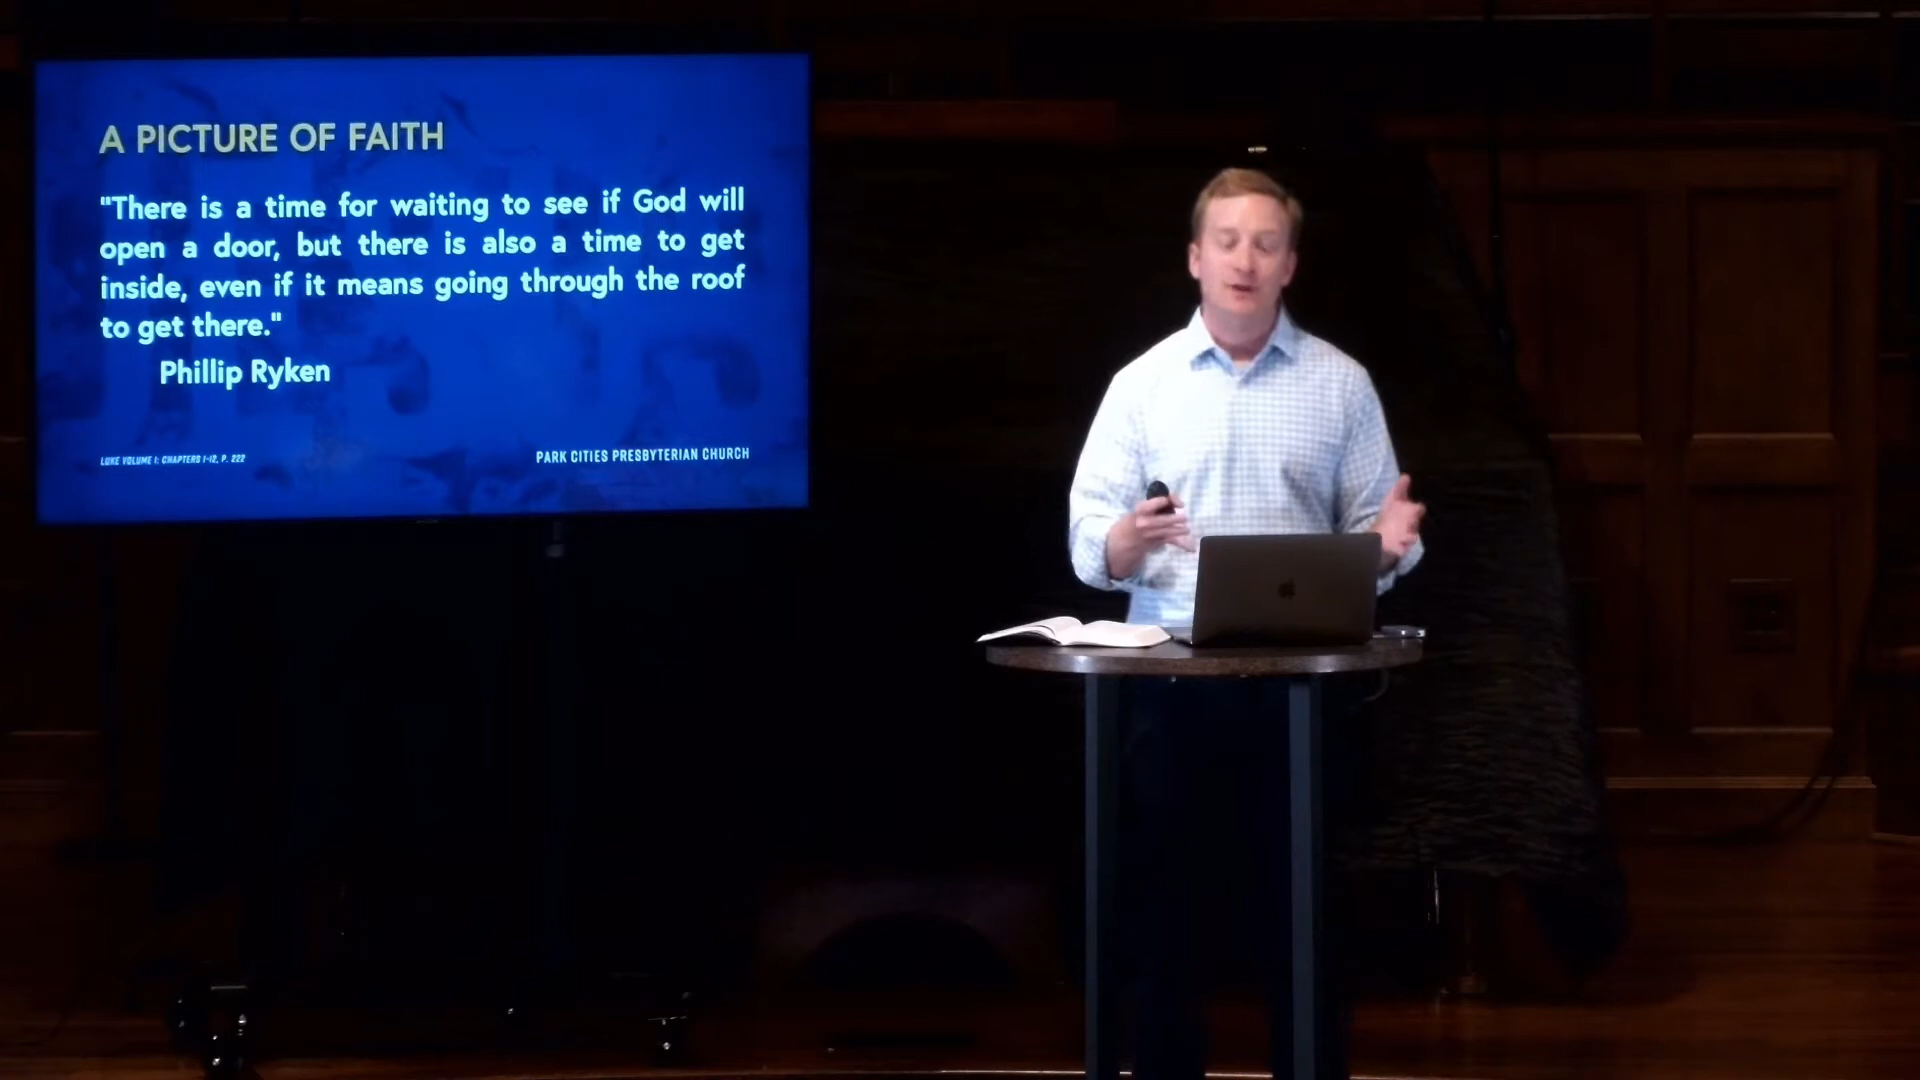 A PICTURE OF FAITH
"There is a time for waiting to see if God will
open a door, but there is also a time to get
inside, even if it means going through the roof
to get there."
Phillip Ryken
LUKE VOLUME 1: CHAPTERS 1-12, P. 222
PARK CITIES PRESBYTERIAN CHURCH